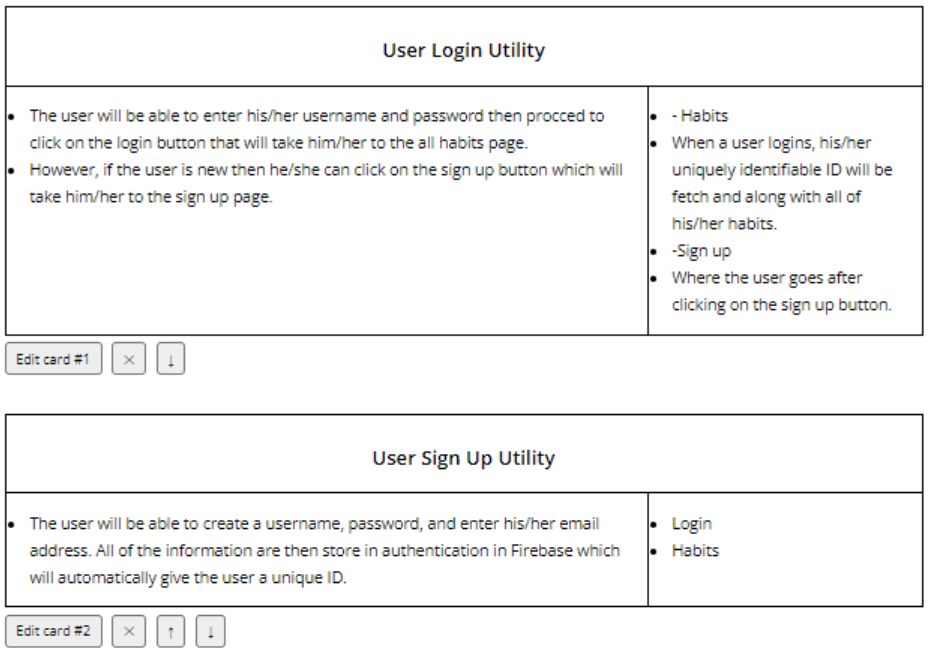 User Login Utility
• The user will be able to enter his/her username and password then procced to
click on the login button that will take him/her to the all habits page.
• However, if the user is new then he/she can click on the sign up button which will
take him/her to the sign up page.
• - Habits
• When a user logins, his/her
uniquely identifiable ID will be
fetch and along with all of
his/her habits.
• -Sign up
• Where the user goes after
clicking on the sign up button.
Edit card #1 × ↓
User Sign Up Utility
• The user will be able to create a username, password, and enter his/her email
address. All of the information are then store in authentication in Firebase which
will automatically give the user a unique ID.
• Login
• Habits
Edit card #2 × ↑ ↓